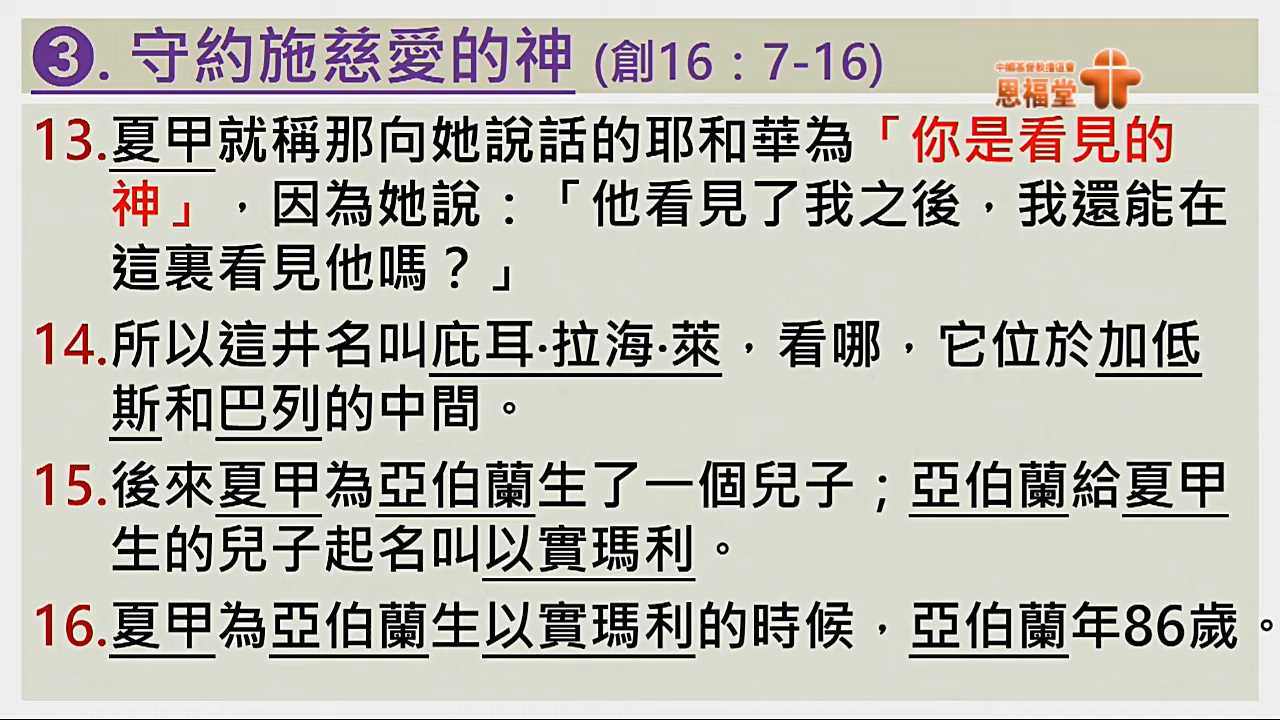 ❸. 守約施慈愛的神 (創16：7-16)
中國基督教播道會
恩福堂
13.夏甲就稱那向她說話的耶和華為「你是看見的
神」，因為她說：「他看見了我之後，我還能在
這裏看見他嗎？」
14.所以這井名叫庇耳·拉海·萊，看哪，它位於加低
斯和巴列的中間。
15.後來夏甲為亞伯蘭生了一個兒子；亞伯蘭給夏甲
生的兒子起名叫以實瑪利。
16.夏甲為亞伯蘭生以實瑪利的時候，亞伯蘭年86歲。